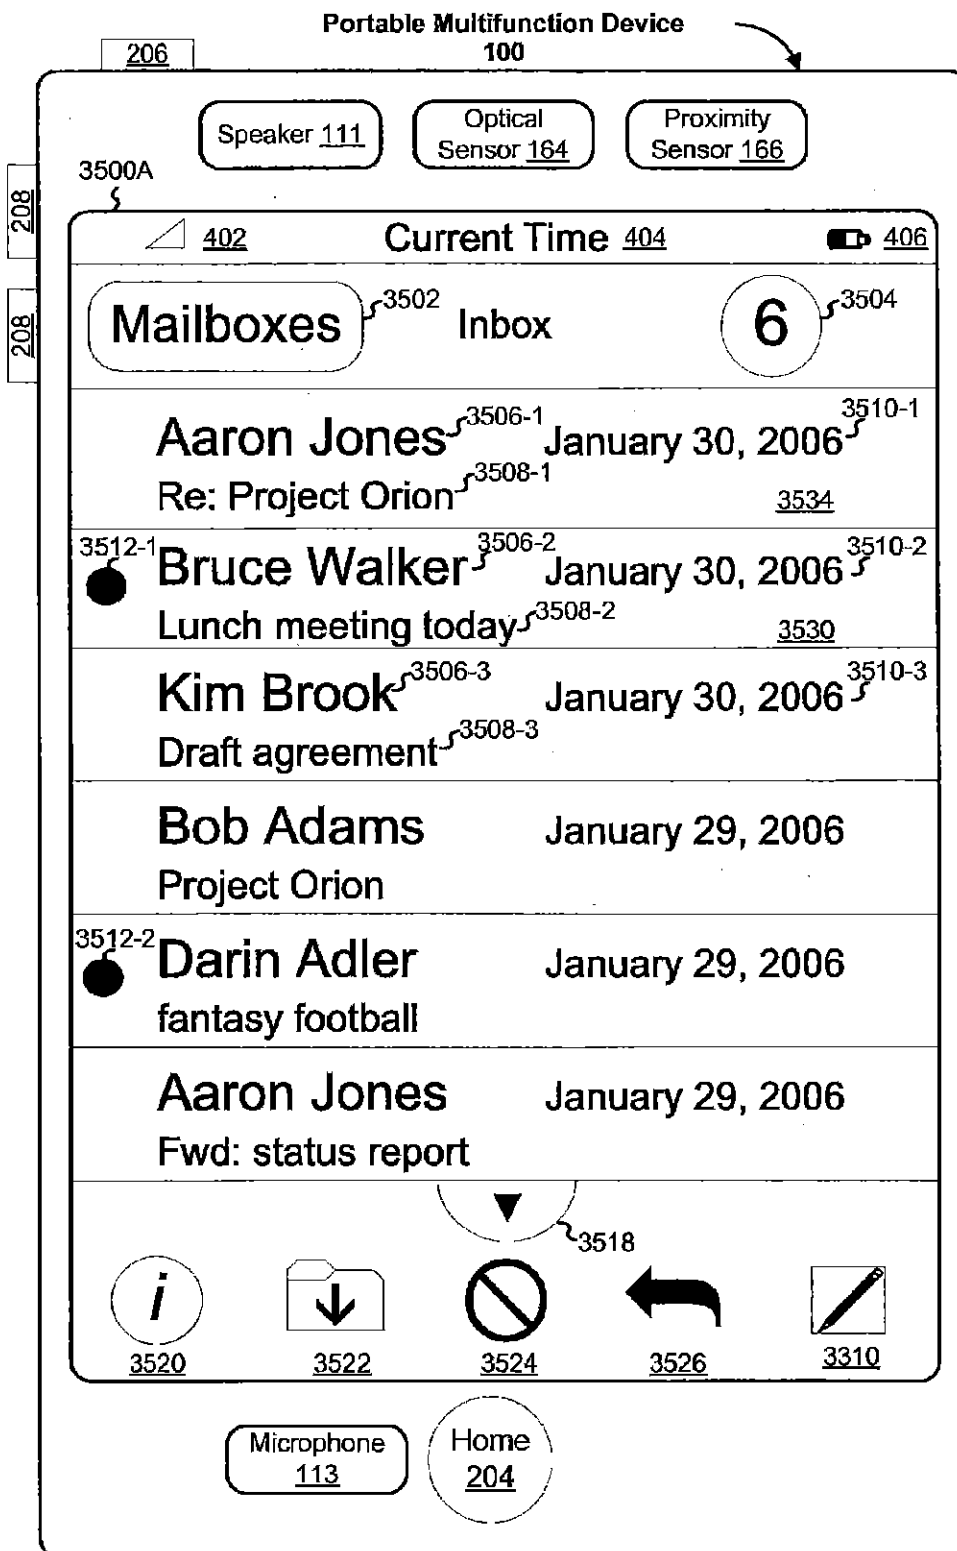 Portable Multifunction Device
100
206
Speaker 111
Optical
Sensor 164
Proximity
Sensor 166
3500A
208
208
402
Current Time 404
406
Mailboxes
3502
Inbox
6
3504
Aaron Jones
3506-1
January 30, 2006
3510-1
Re: Project Orion
3508-1
3534
3512-1
Bruce Walker
3506-2
January 30, 2006
3510-2
Lunch meeting today
3508-2
3530
Kim Brook
3506-3
January 30, 2006
3510-3
Draft agreement
3508-3
Bob Adams
January 29, 2006
Project Orion
3512-2
Darin Adler
January 29, 2006
fantasy football
Aaron Jones
January 29, 2006
Fwd: status report
3518
i
3520
3522
3524
3526
3310
Microphone
113
Home
204